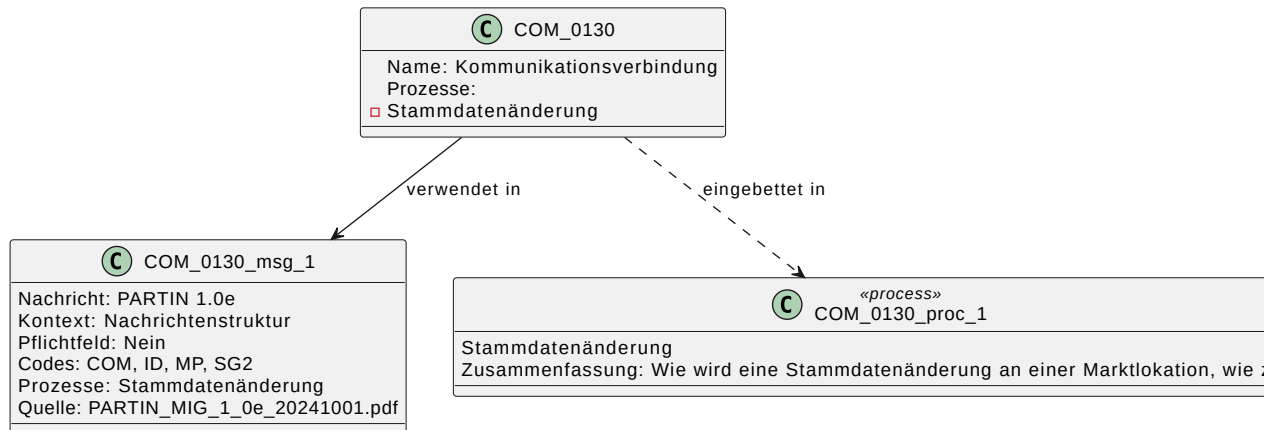 C COM_0130
Name: Kommunikationsverbindung
Prozesse:
Stammdatenänderung
verwendet in
eingebettet in
C COM_0130_msg_1
Nachricht: PARTIN 1.0e
Kontext: Nachrichtenstruktur
Pflichtfeld: Nein
Codes: COM, ID, MP, SG2
Prozesse: Stammdatenänderung
Quelle: PARTIN_MIG_1_0e_20241001.pdf
«process»
C COM_0130_proc_1
Stammdatenänderung
Zusammenfassung: Wie wird eine Stammdatenänderung an einer Marktlokation, wie